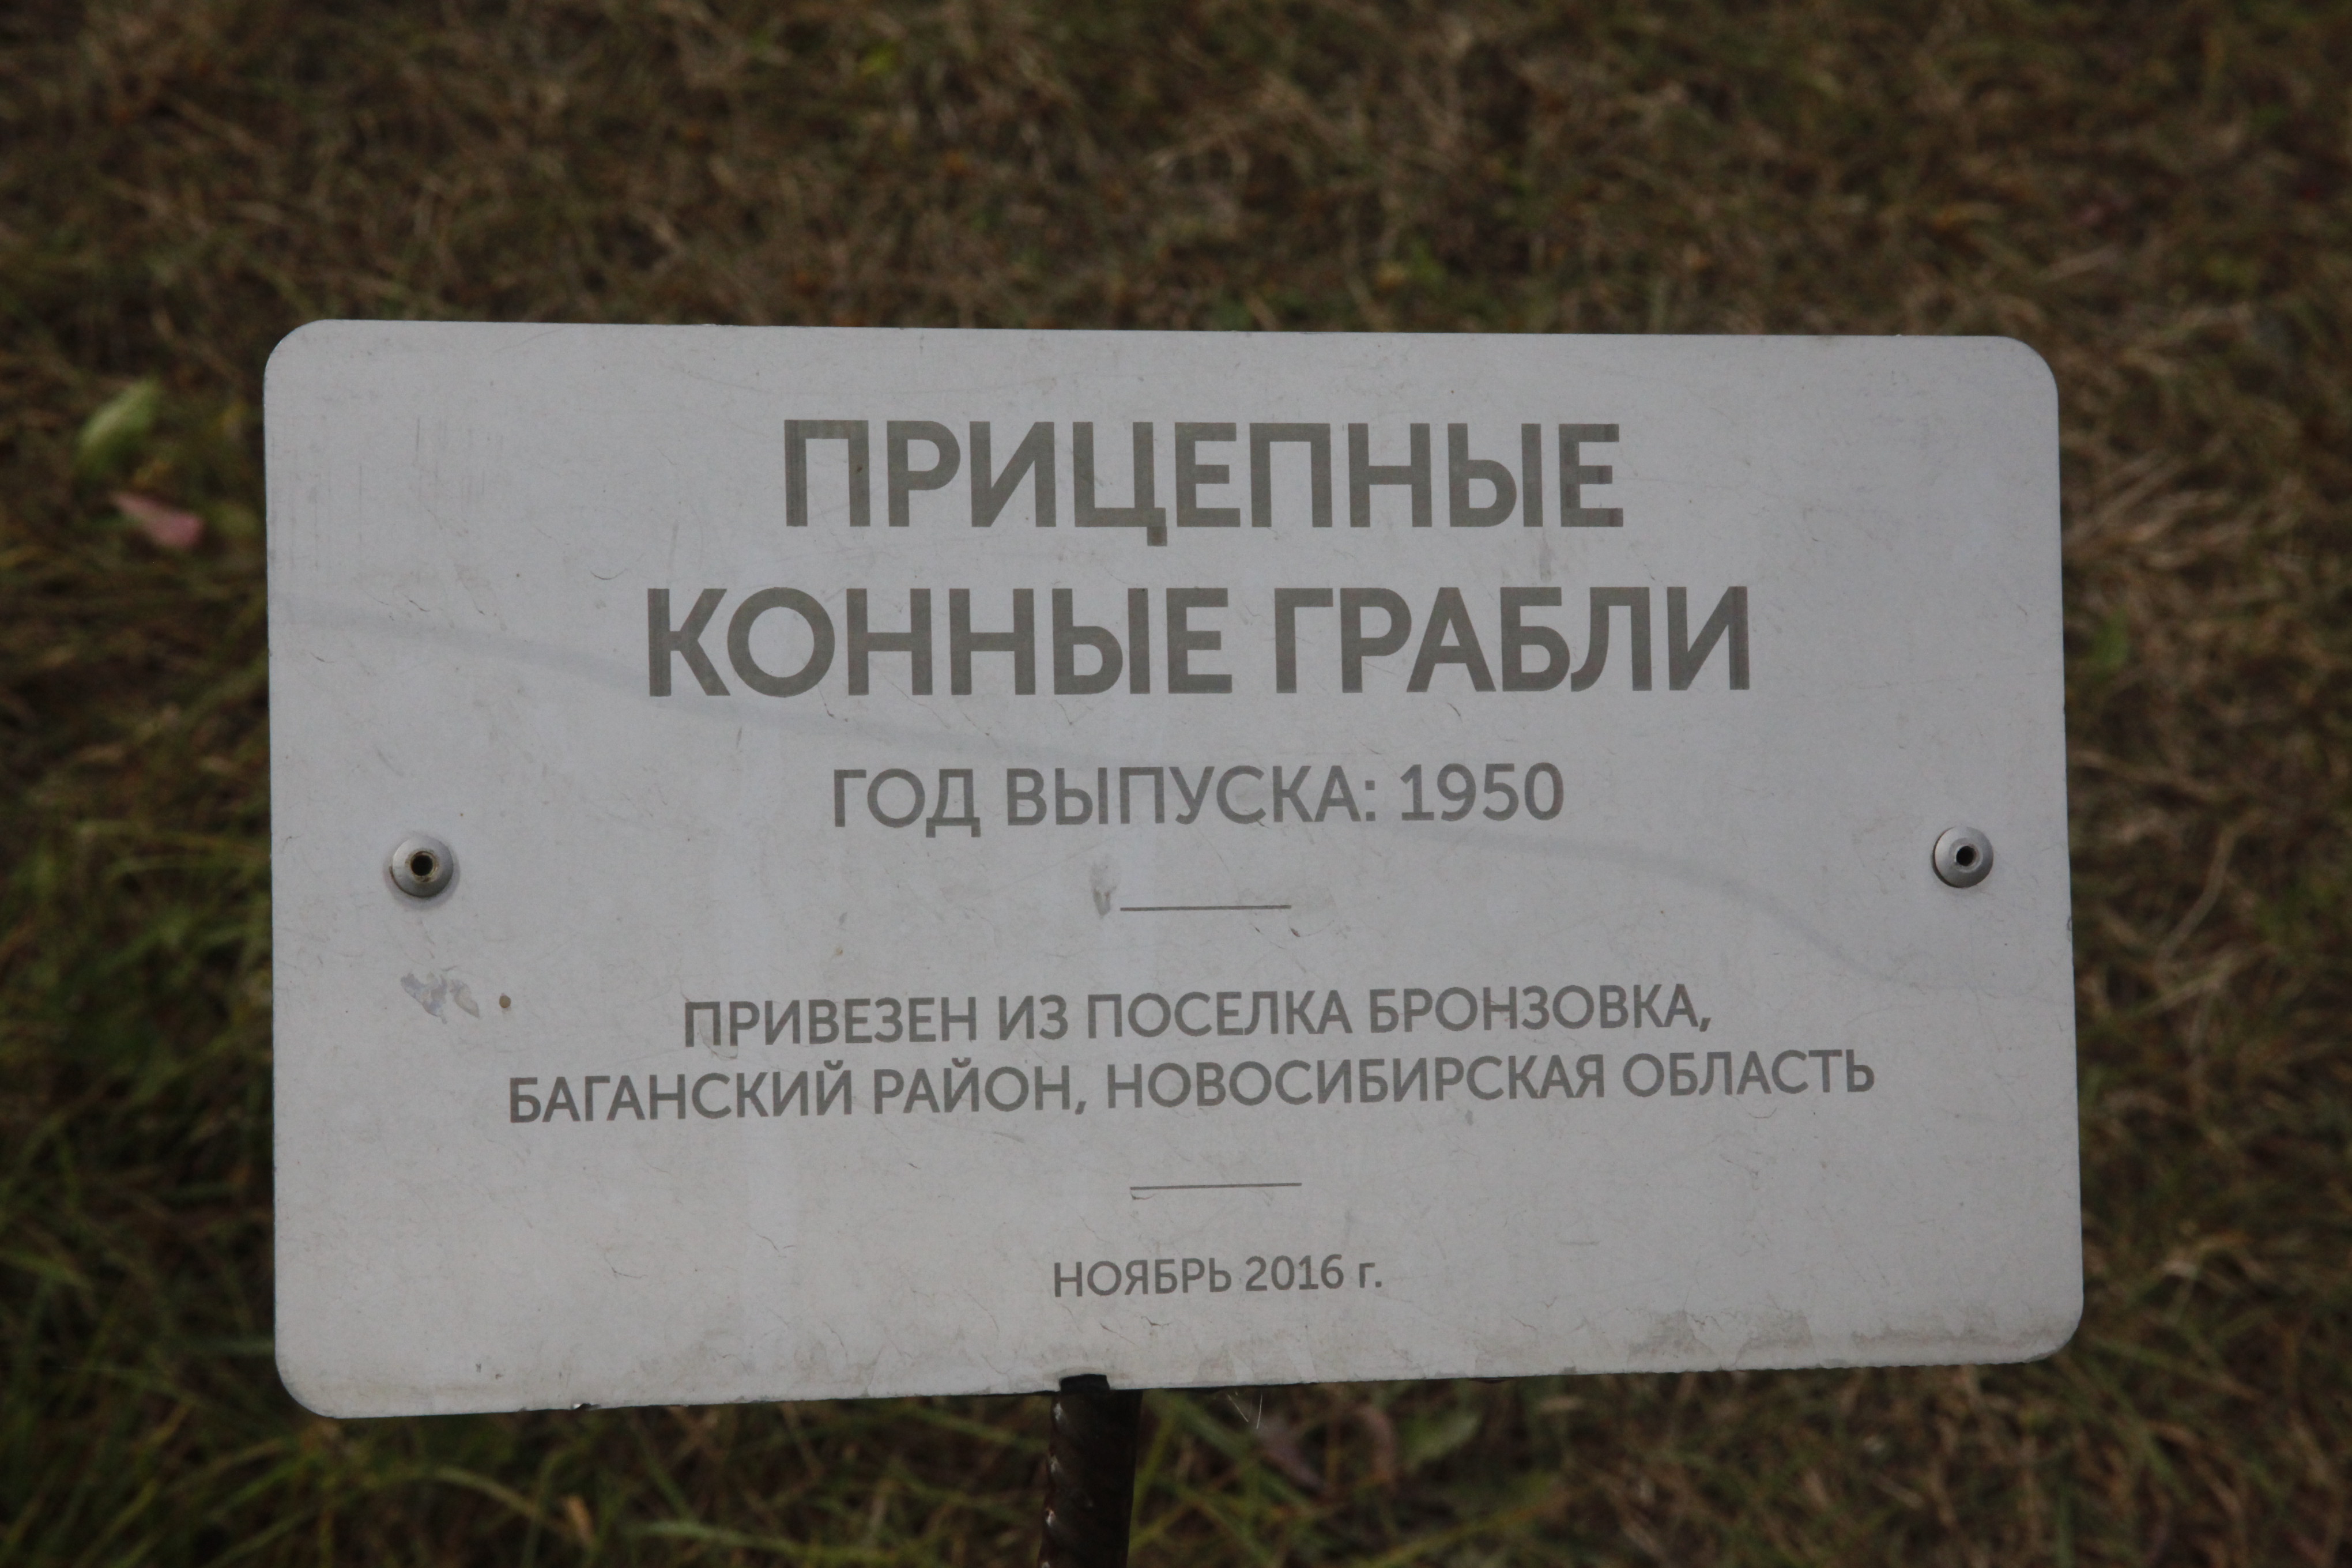 ПРИЦЕПНЫЕ
КОННЫЕ ГРАБЛИ
ГОД ВЫПУСКА: 1950
ПРИВЕЗЕН ИЗ ПОСЕЛКА БРОНЗОВКА,
БАГАНСКИЙ РАЙОН, НОВОСИБИРСКАЯ ОБЛАСТЬ
НОЯБРЬ 2016 г.